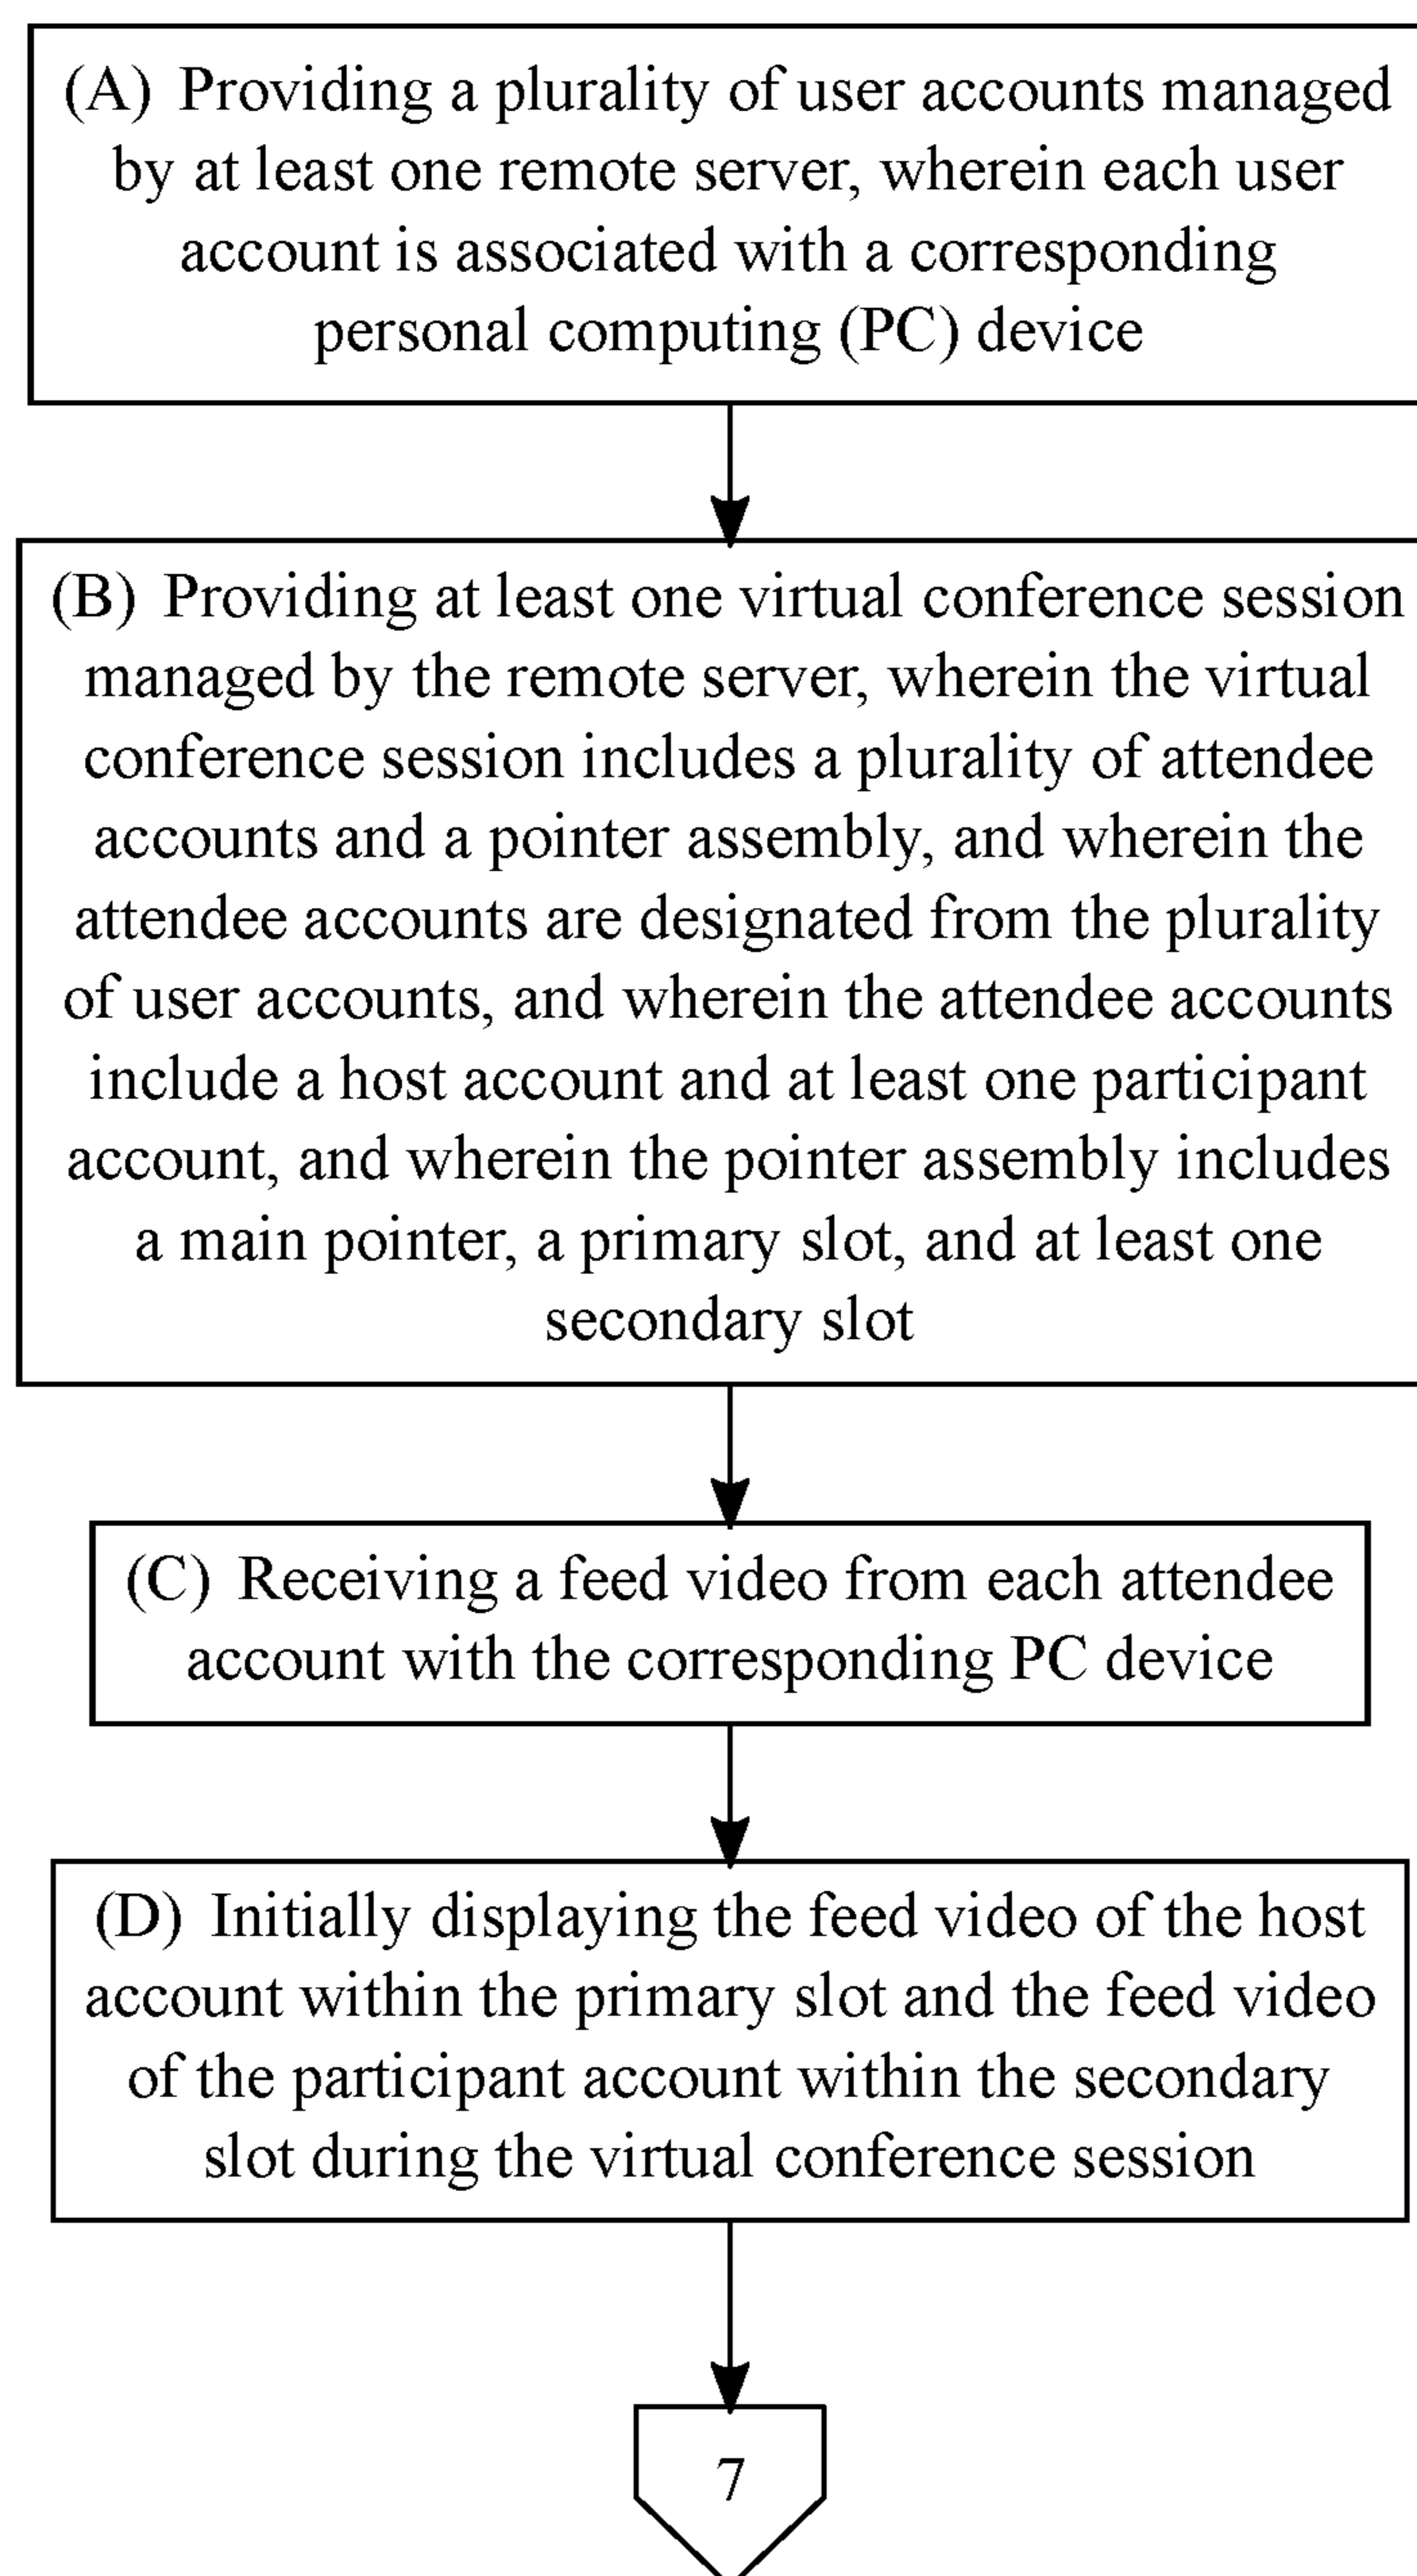 (A) Providing a plurality of user accounts managed
by at least one remote server, wherein each user
account is associated with a corresponding
personal computing (PC) device
(B) Providing at least one virtual conference session
managed by the remote server, wherein the virtual
conference session includes a plurality of attendee
accounts and a pointer assembly, and wherein the
attendee accounts are designated from the plurality
of user accounts, and wherein the attendee accounts
include a host account and at least one participant
account, and wherein the pointer assembly includes
a main pointer, a primary slot, and at least one
secondary slot
(C) Receiving a feed video from each attendee
account with the corresponding PC device
(D) Initially displaying the feed video of the host
account within the primary slot and the feed video
of the participant account within the secondary
slot during the virtual conference session
7